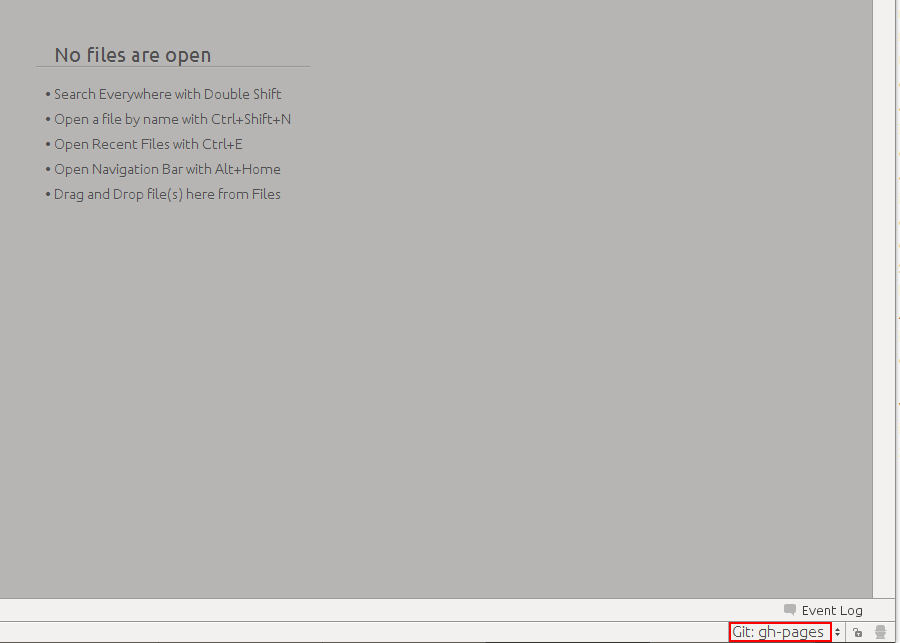 No files are open
• Search Everywhere with Double Shift
• Open a file by name with Ctrl+Shift+N
• Open Recent Files with Ctrl+E
• Open Navigation Bar with Alt+Home
• Drag and Drop file(s) here from Files
Event Log
Git: gh-pages